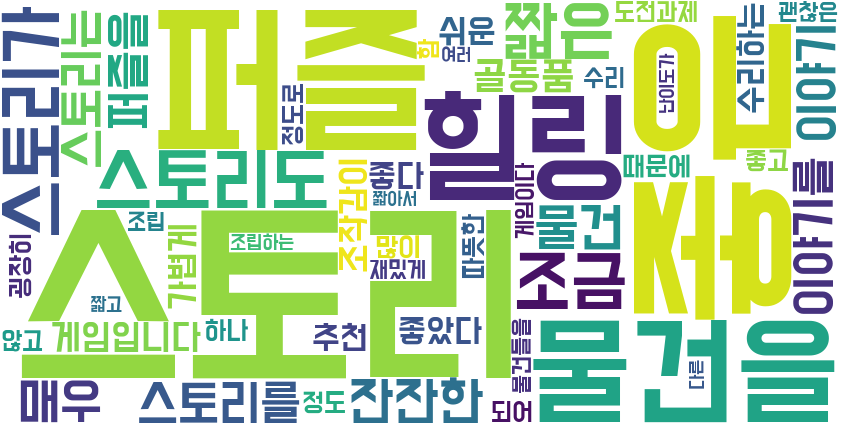 스토리가
스토리는
퍼즐을
퍼즐
정도로
함
쉬운
여러
짧은
도전과제
괜찮은
골동품
수리
난이도가
수리하는
이야기
입
힐링
스토리도
조작감이
좋다
짧아서
때문에
좋고
게임이다
물건
이야기를
좀
조립
가볍게
조립하는
많이
재밌게
따뜻한
스토리
조금
굉장히
짧고
않고
게임입니다
하나
추천
좋았다
물건들을
물건을
다른
매우
스토리를
정도
잔잔한
되어